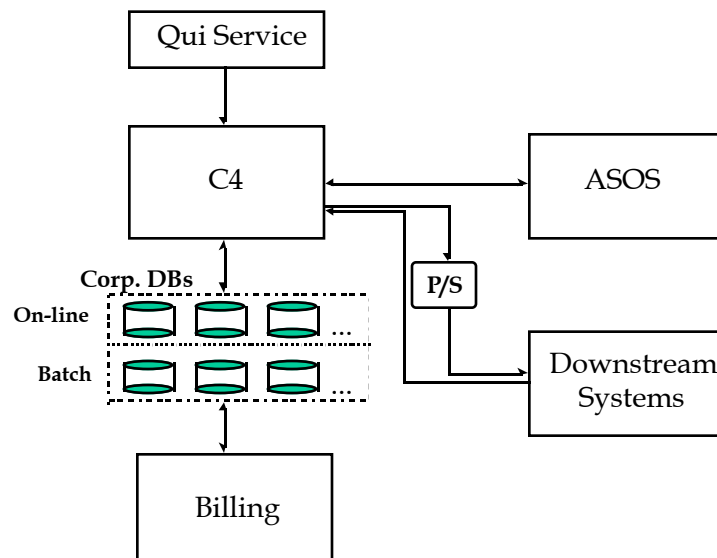 Qui Service
C4
ASOS
Corp. DBs
P/S
On-line
...
Batch
...
Downstream
Systems
Billing